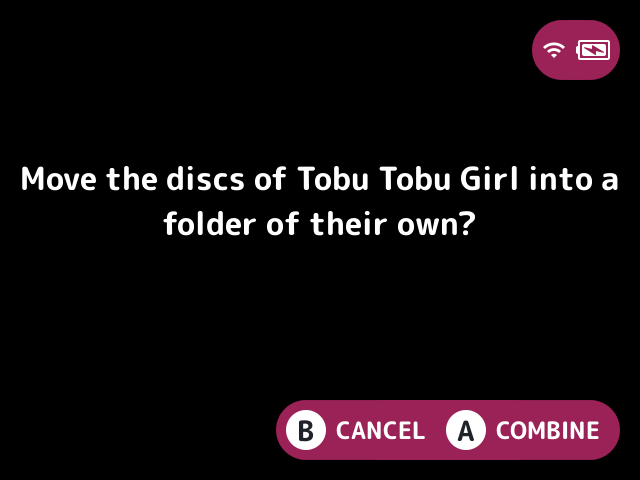 Move the discs of Tobu Tobu Girl into a
folder of their own?
B CANCEL A COMBINE